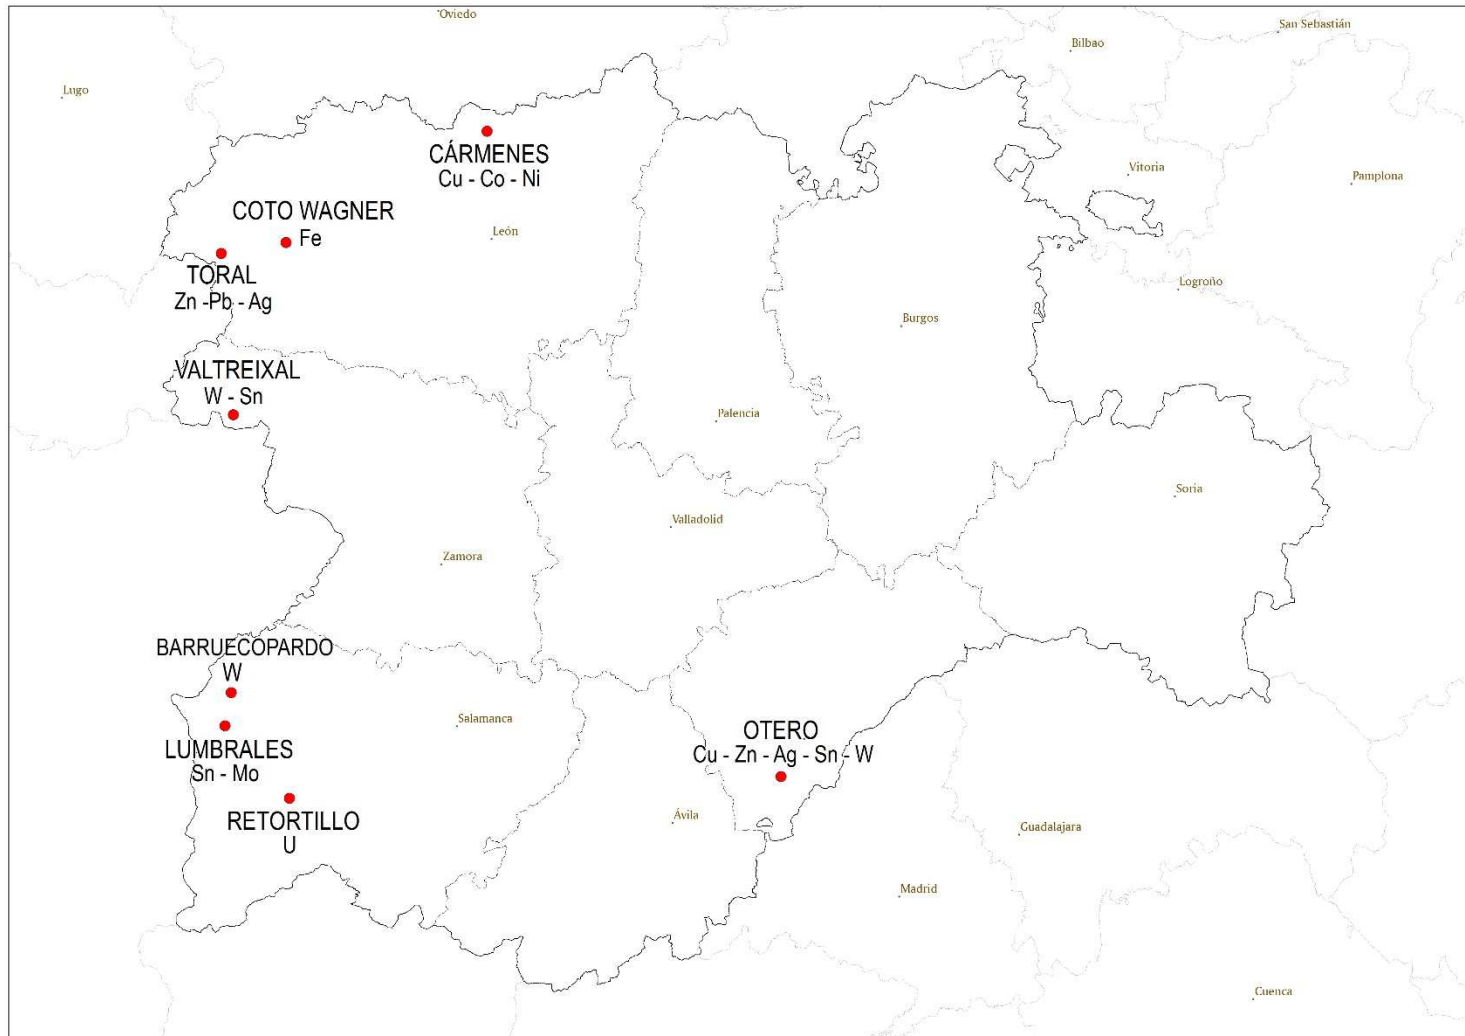 Oviedo
San Sebastián
Bilbao
Lugo
CÁRMENES
Cu - Co - Ni
Vitoria
Pamplona
COTO WAGNER
Fe
León
TORAL
Zn -Pb - Ag
Logroño
Burgos
VALTREIXAL
W - Sn
Palencia
Soria
Valladolid
Zamora
BARRUECOPARDO
W
Salamanca
OTERO
Cu - Zn - Ag - Sn - W
LUMBRALES
Sn - Mo
RETORTILLO
U
Ávila
Guadalajara
Madrid
Cuenca